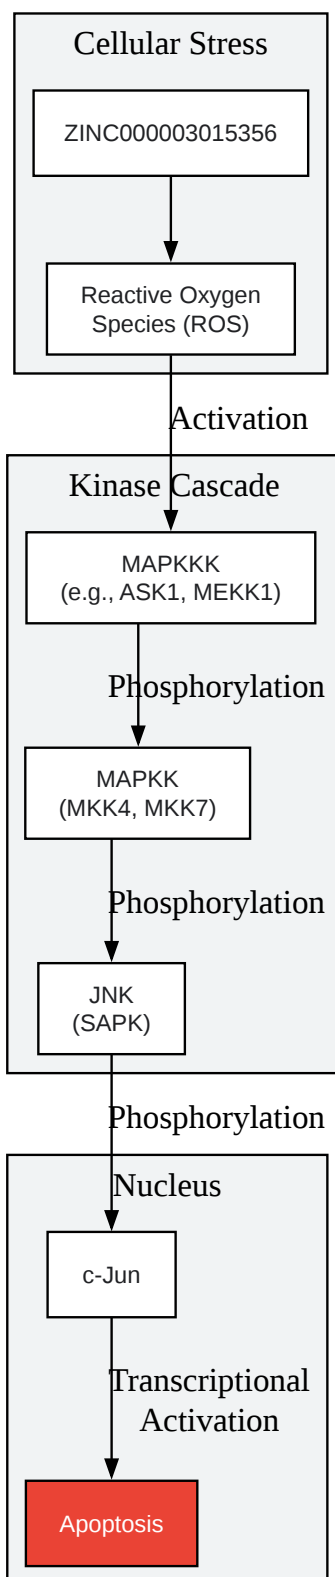 Cellular Stress
ZINC000003015356
Reactive Oxygen
Species (ROS)
Activation
Kinase Cascade
MAPKKK
(e.g., ASK1, MEKK1)
Phosphorylation
MAPKK
(MKK4, MKK7)
Phosphorylation
JNK
(SAPK)
Phosphorylation
Nucleus
c-Jun
Transcriptional
Activation
Apoptosis